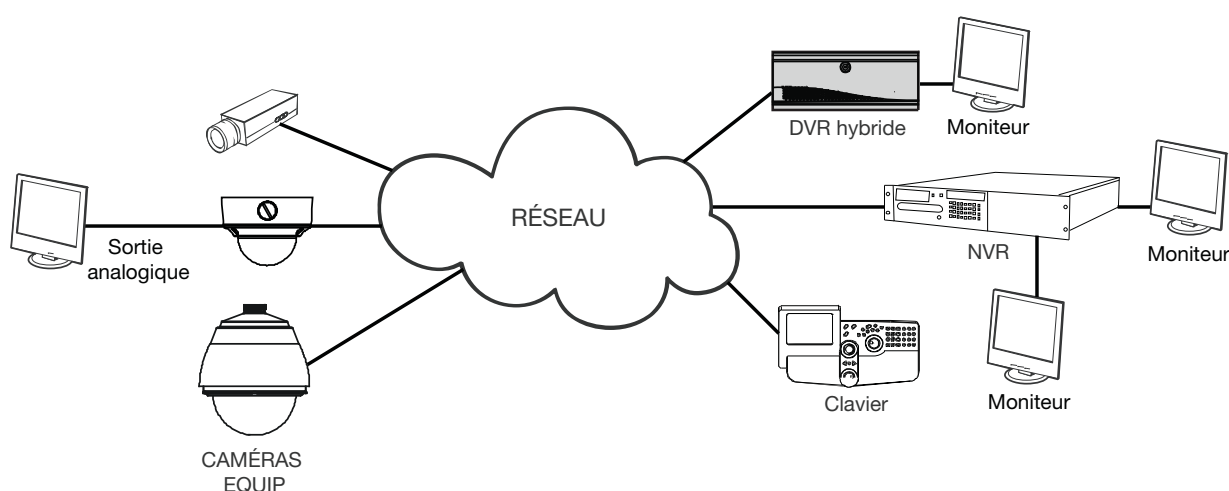 DVR hybride
Moniteur
RÉSEAU
Sortie
analogique
NVR
Moniteur
Clavier
Moniteur
CAMÉRAS
EQUIP